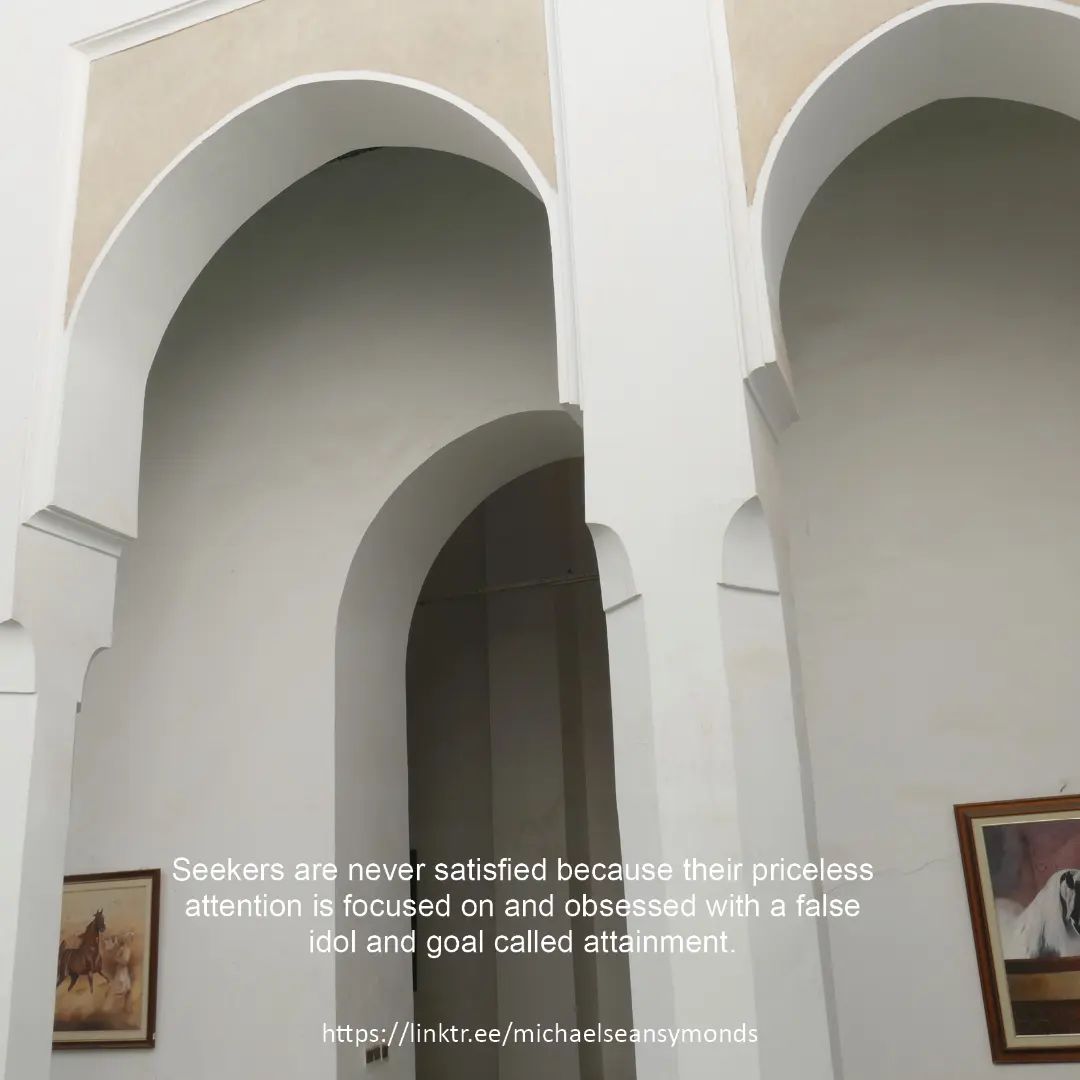 Seekers are never satisfied because their priceless
attention is focused on and obsessed with a false
idol and goal called attainment.
https://linktr.ee/michaelseansymonds